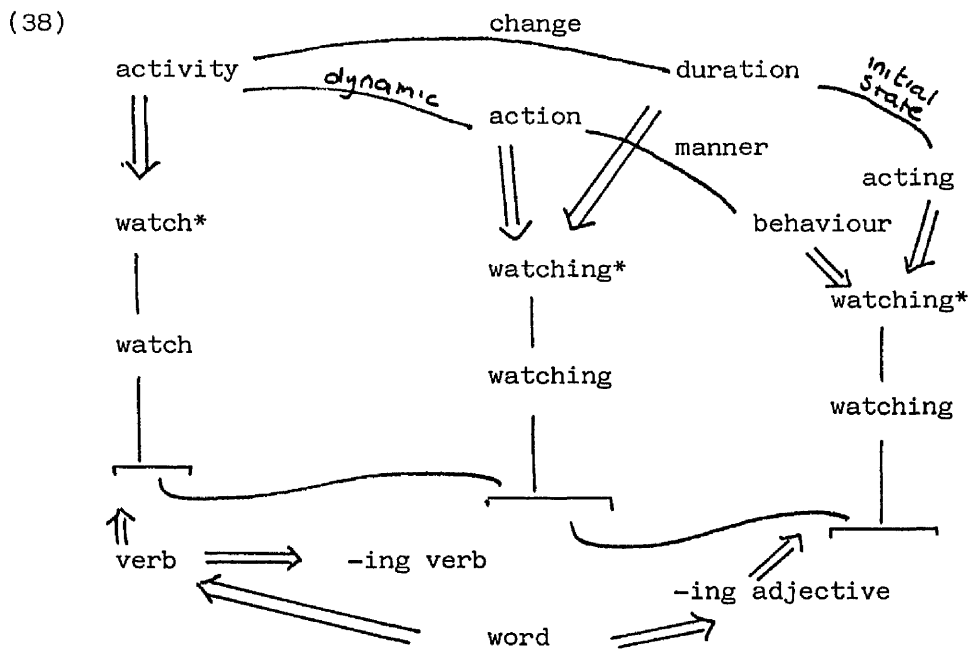 (38)
change
activity
dynamic
duration
initial
state
action
manner
acting
watch*
behaviour
watching*
watching*
watch
watching
watching
verb
-ing verb
-ing adjective
word